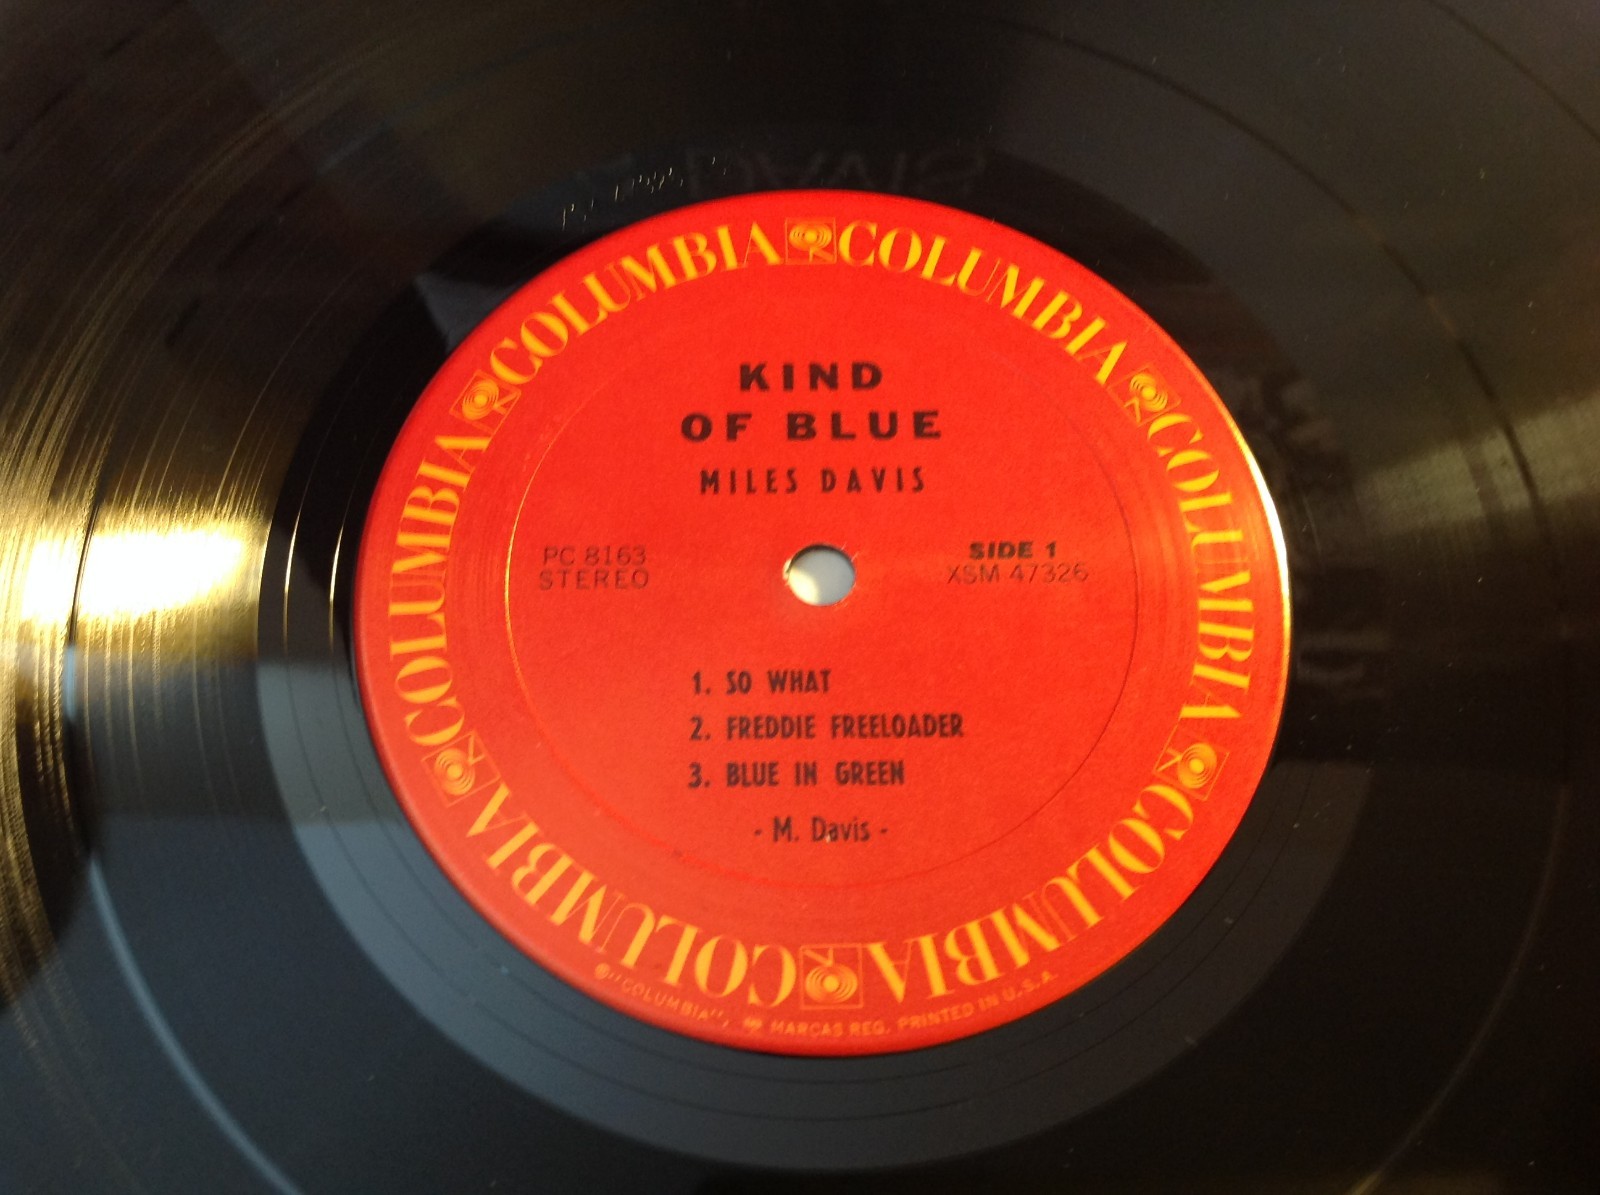 COLUMBIA COLUMBIA COLUMBIA COLUMBIA COLUMBIA COLUMBIA
KIND
OF BLUE
MILES DAVIS
PC 8163
STEREO
SIDE 1
XSM 47326
1. SO WHAT
2. FREDDIE FREELOADER
3. BLUE IN GREEN
- M. Davis -
®"COLUMBIA", MARCAS REG. PRINTED IN U.S.A.